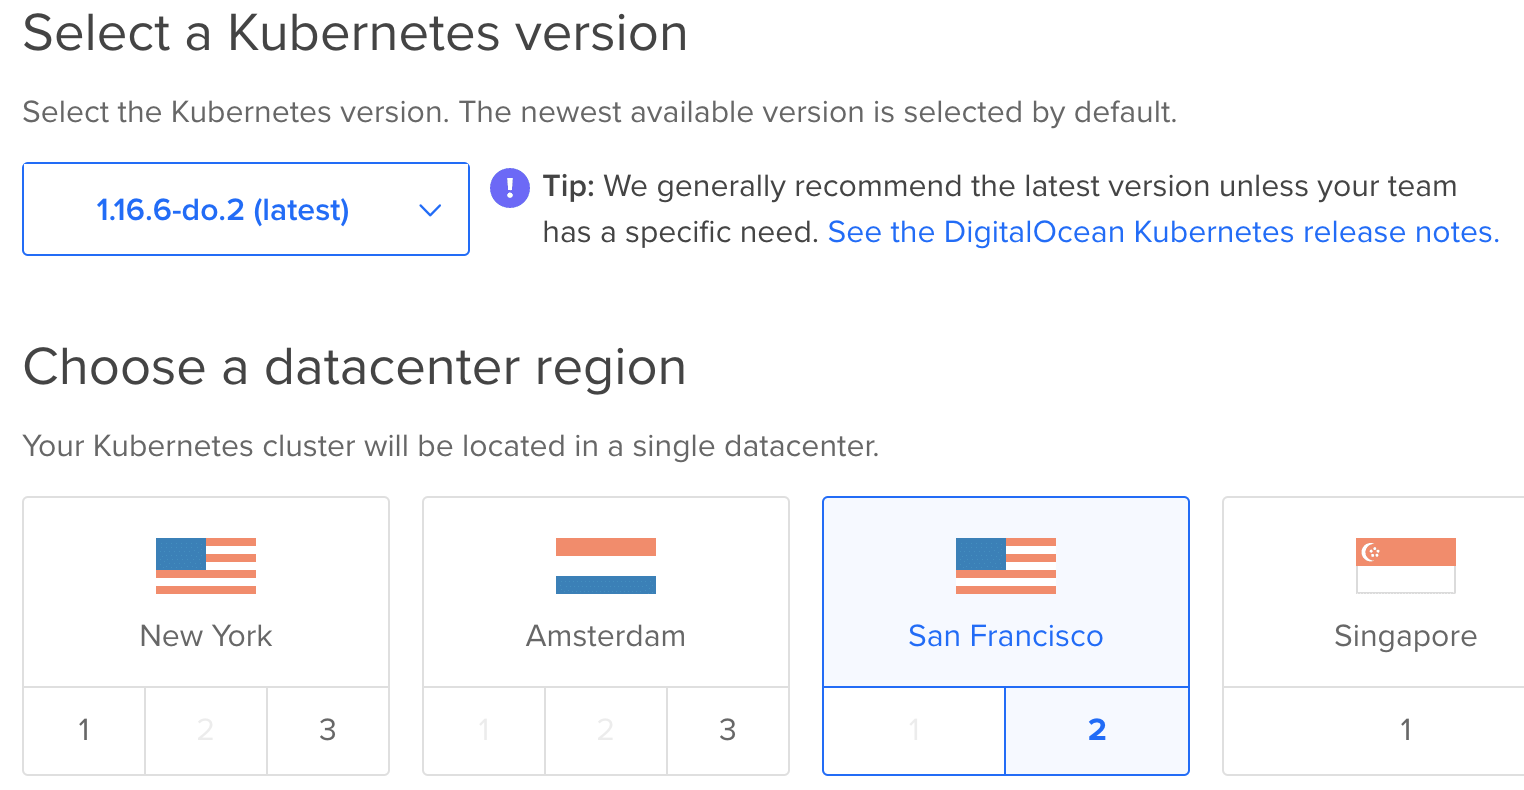 Select a Kubernetes version
Select the Kubernetes version. The newest available version is selected by default.
1.16.6-do.2 (latest)
! Tip: We generally recommend the latest version unless your team
has a specific need. See the DigitalOcean Kubernetes release notes.
Choose a datacenter region
Your Kubernetes cluster will be located in a single datacenter.
New York
1 2 3
Amsterdam
1 2 3
San Francisco
1 2
Singapore
1